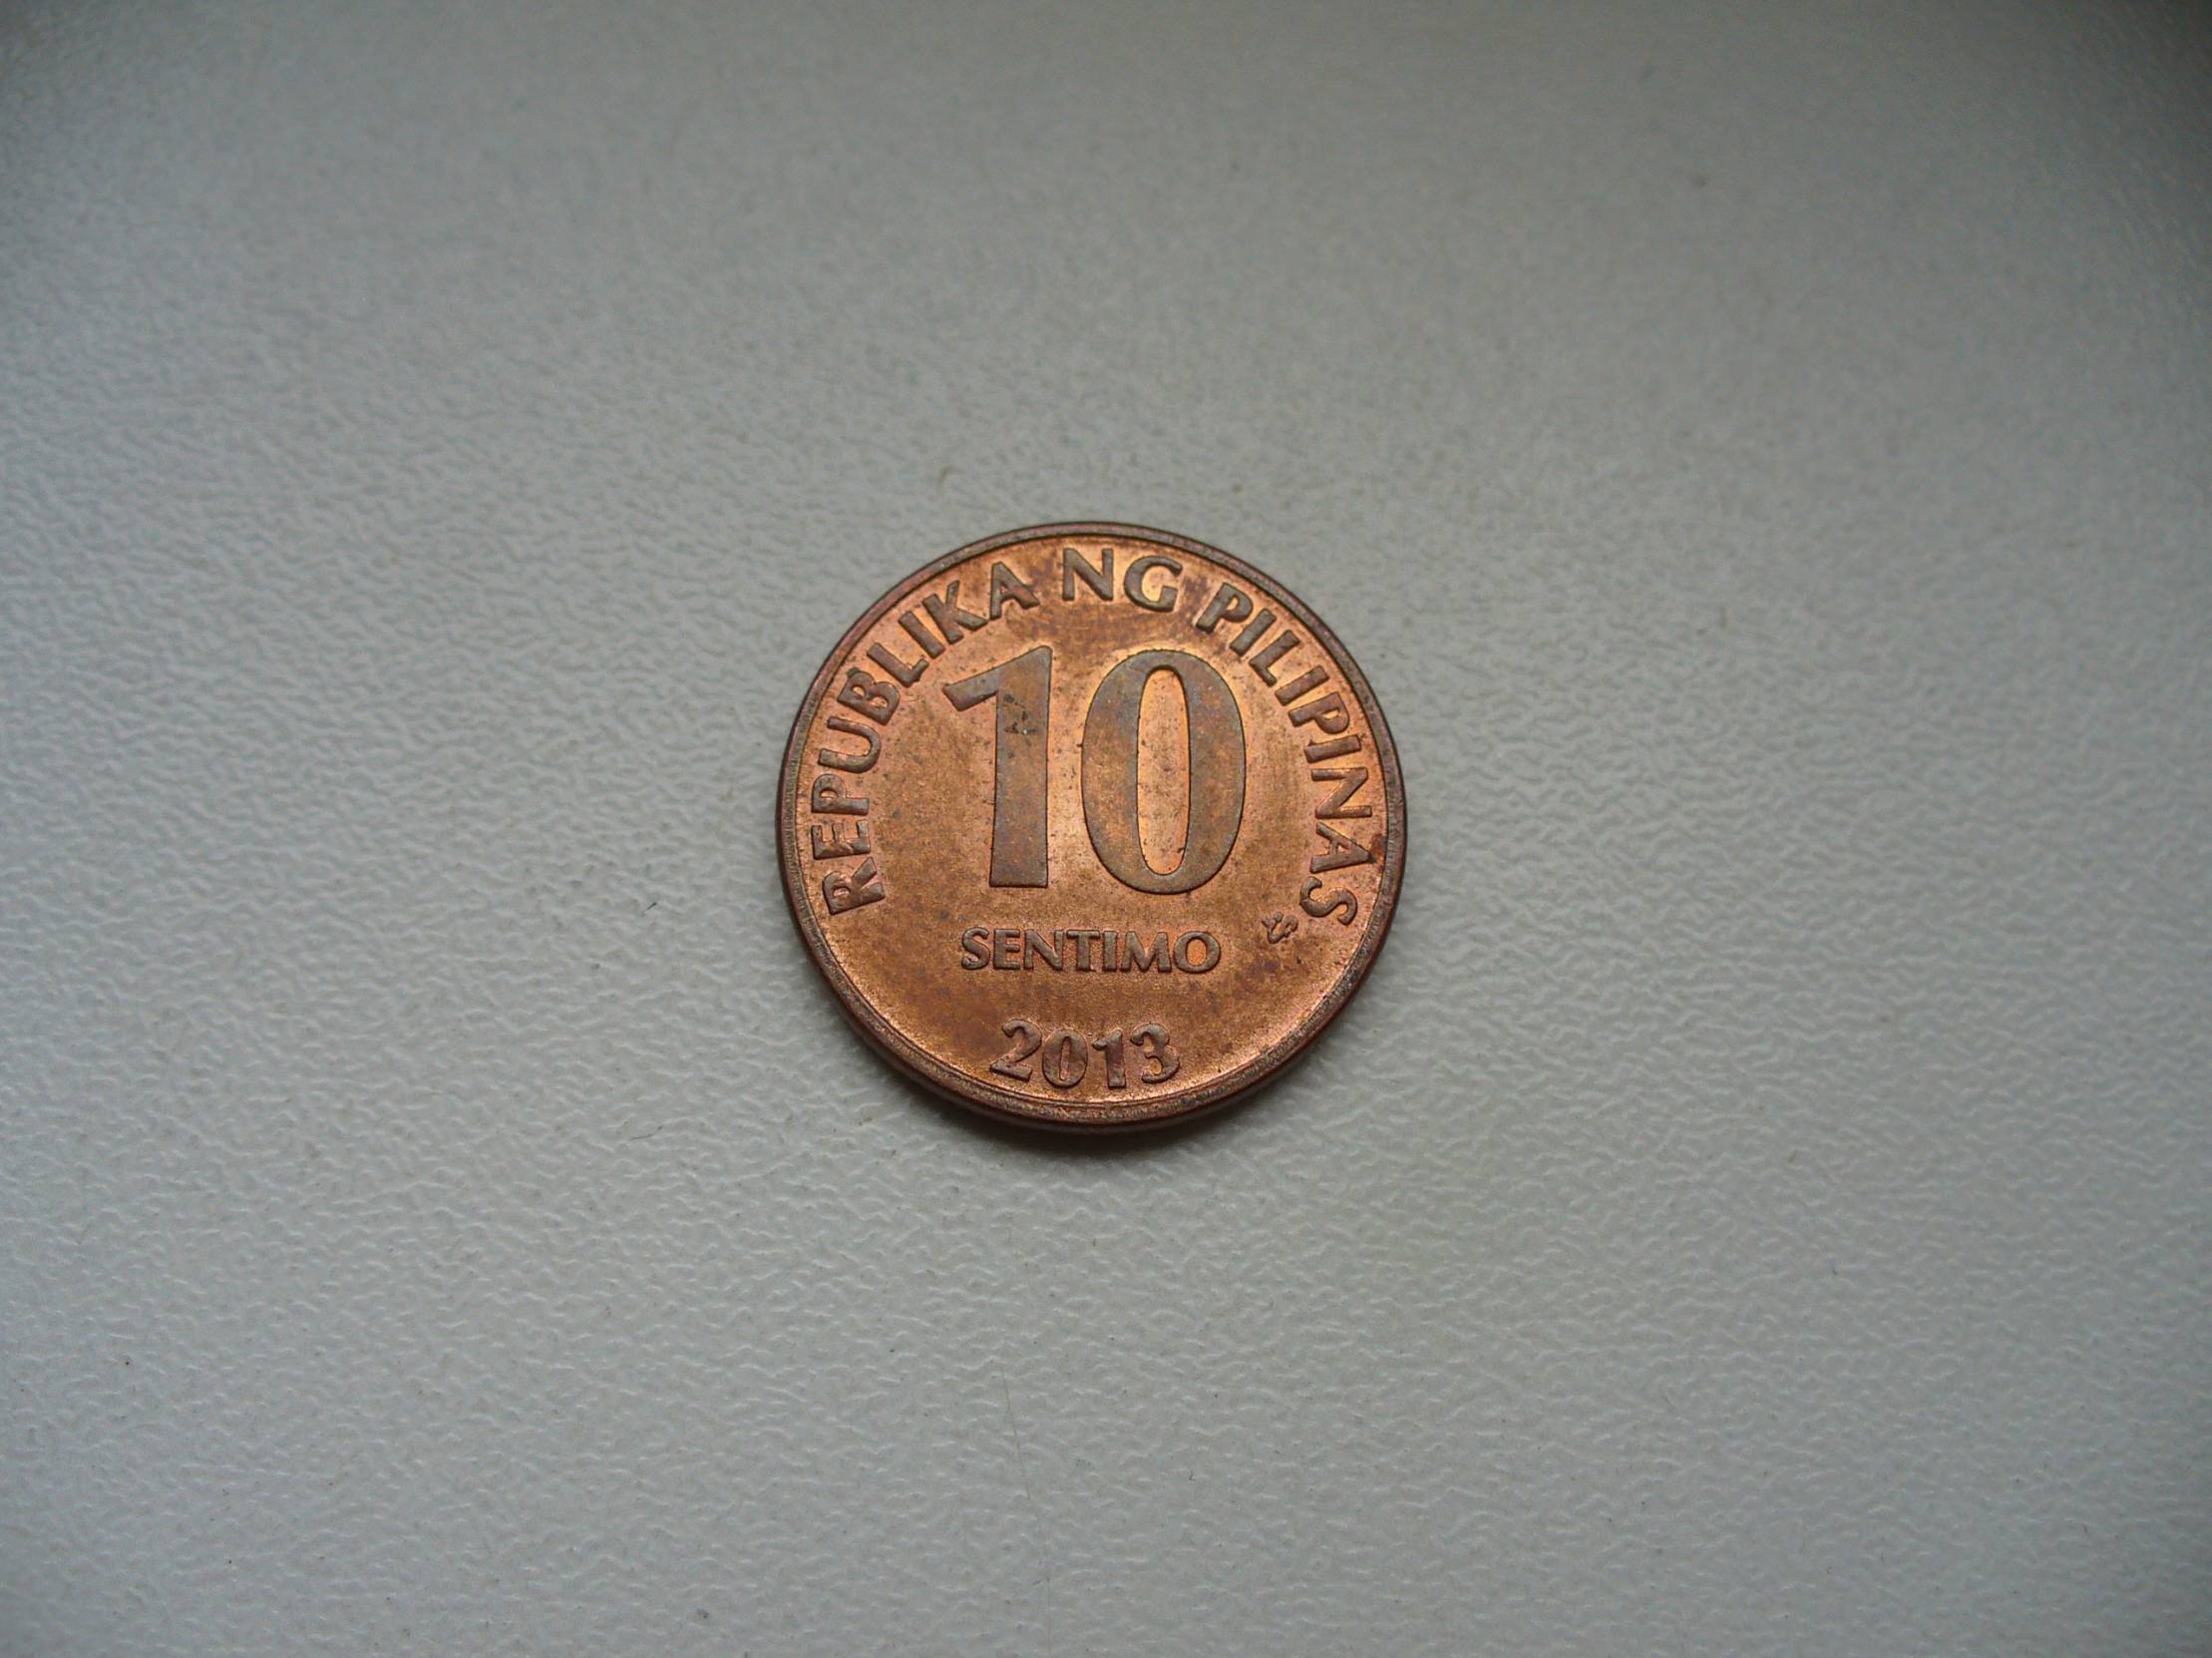 REPUBLIKA NG PILIPINAS
10
SENTIMO
2013